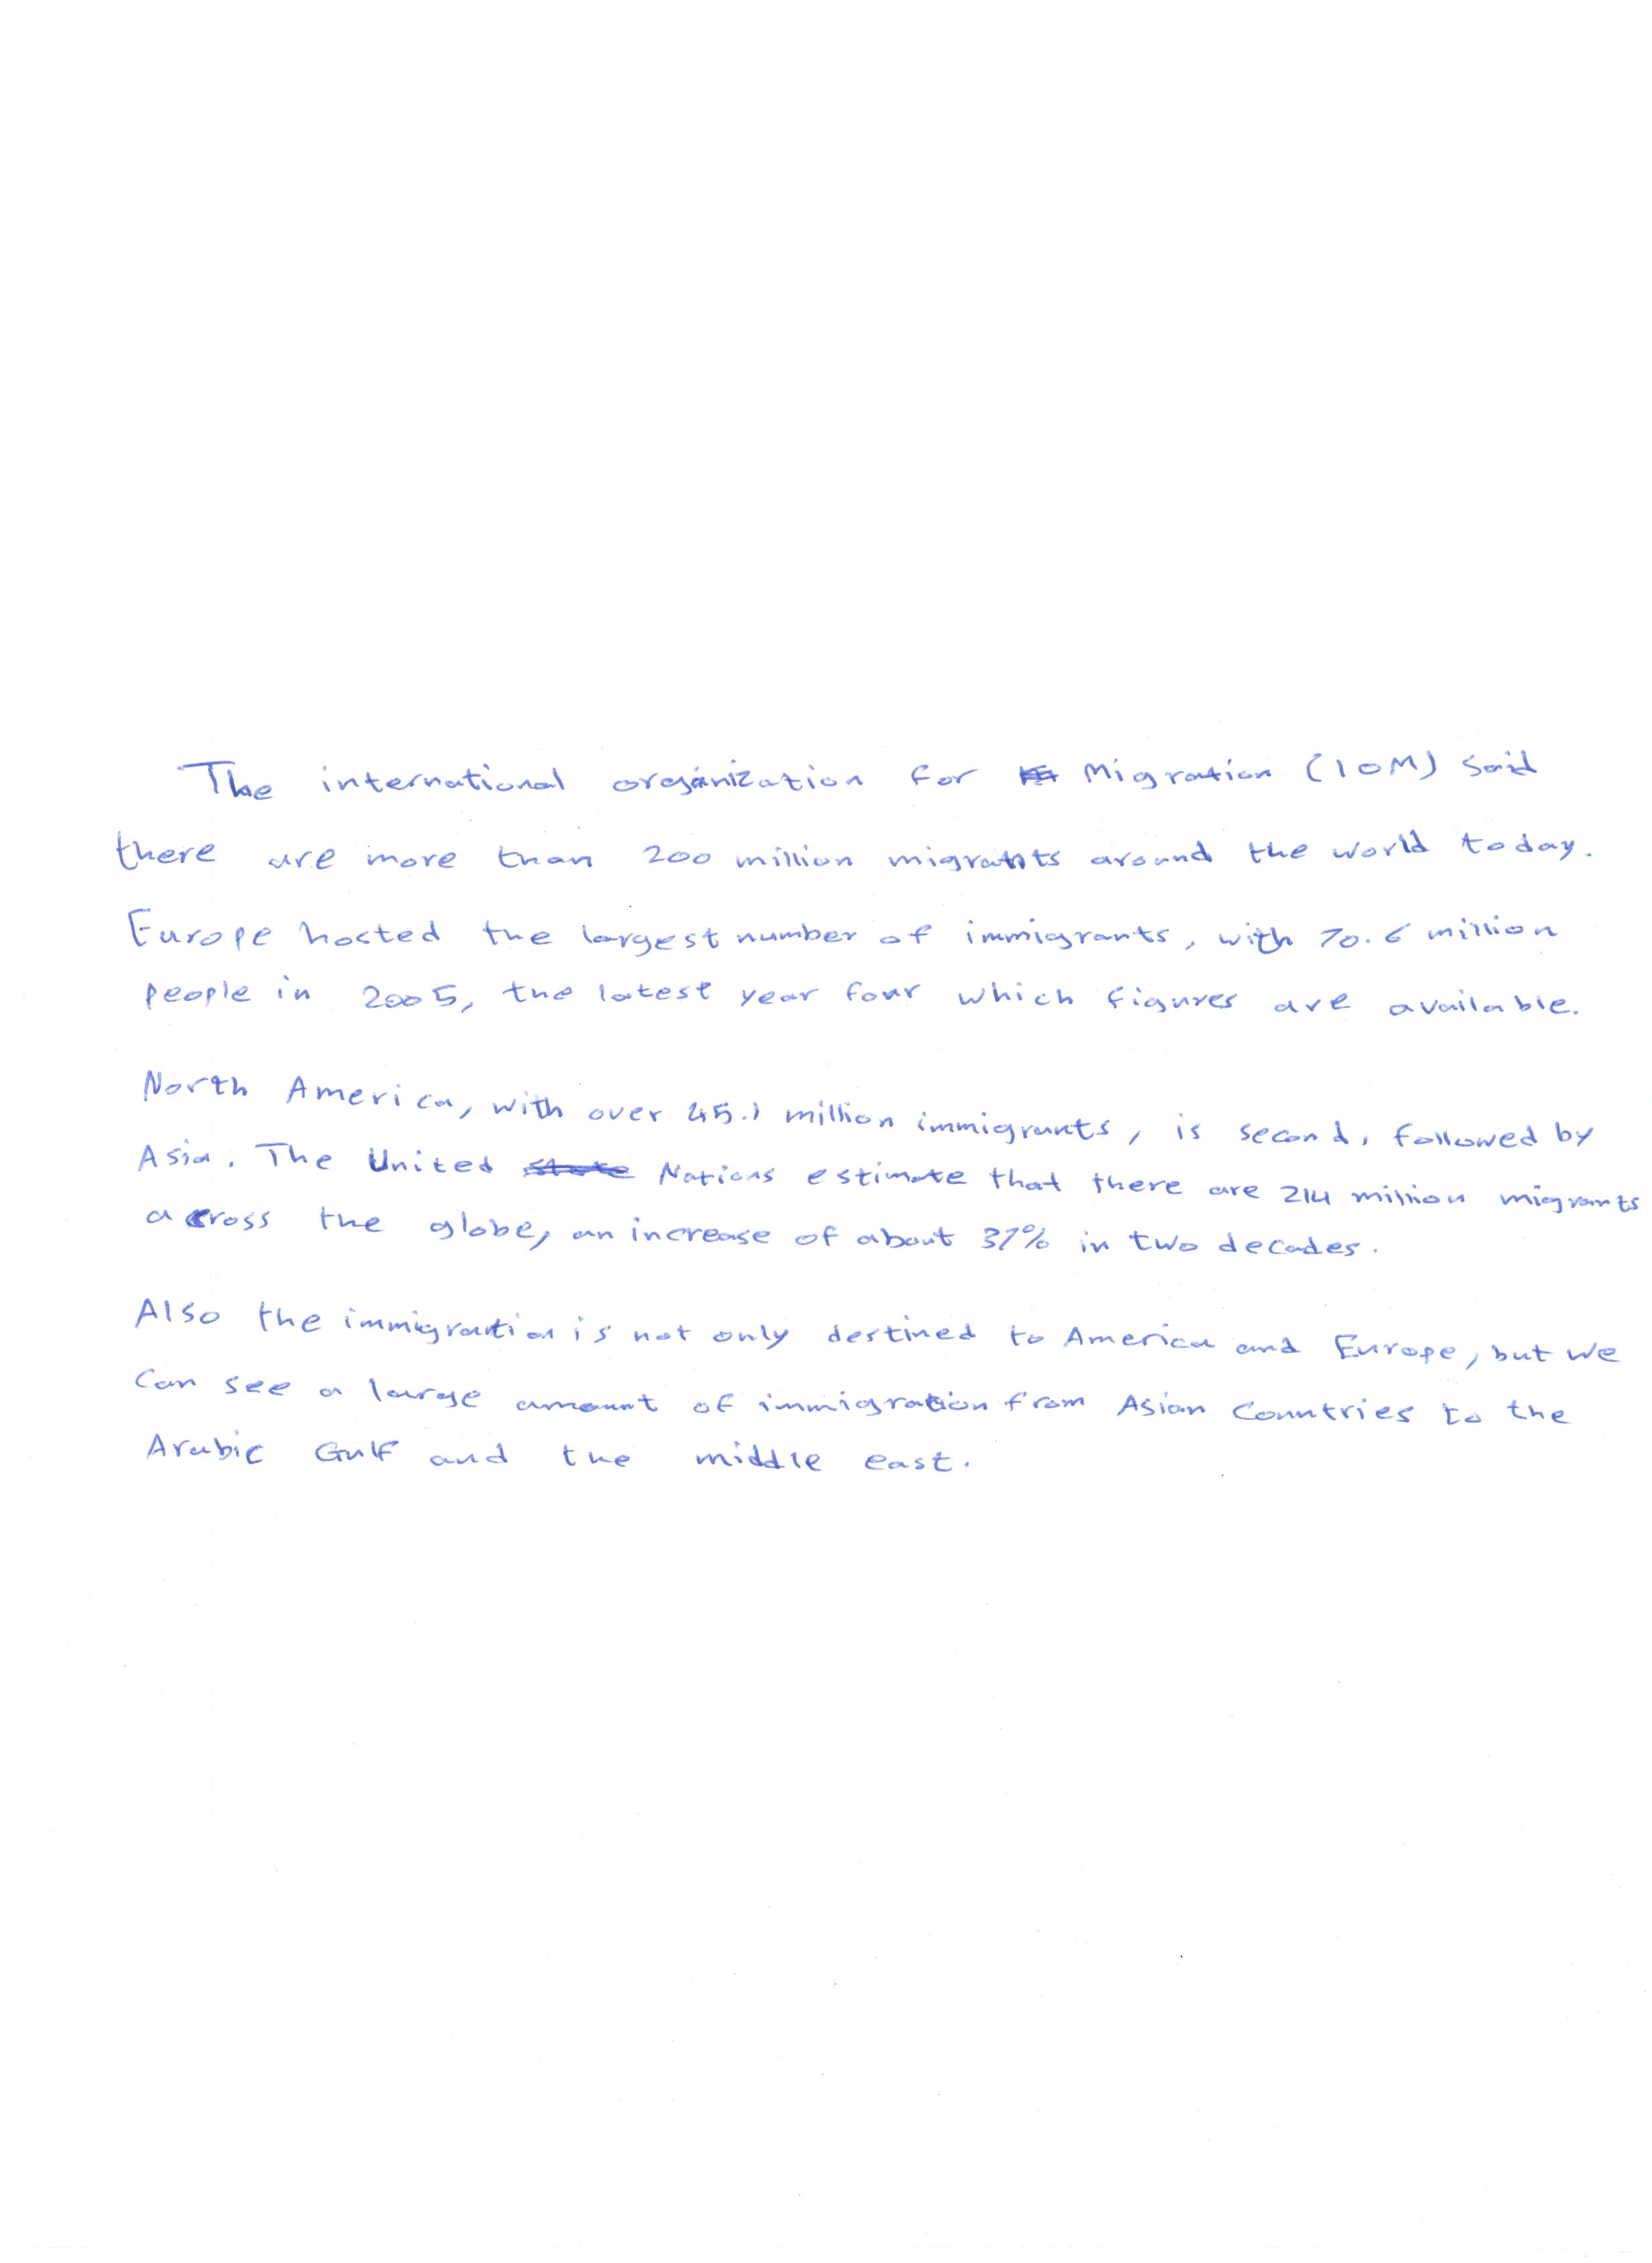 The international organization for Migration (IOM) said
there are more than 200 million migrants around the world today.
Europe hosted the largest number of immigrants, with 70.6 million
people in 2005, the latest year four which figures are available.
North America, with over 45.1 million immigrants, is second, followed by
Asia. The United state Nations estimate that there are 214 million migrants
across the globe, an increase of about 37% in two decades.
Also the immigration is not only destined to America and Europe, but we
can see a large amount of immigration from Asian Countries to the
Arabic Gulf and the middle east.